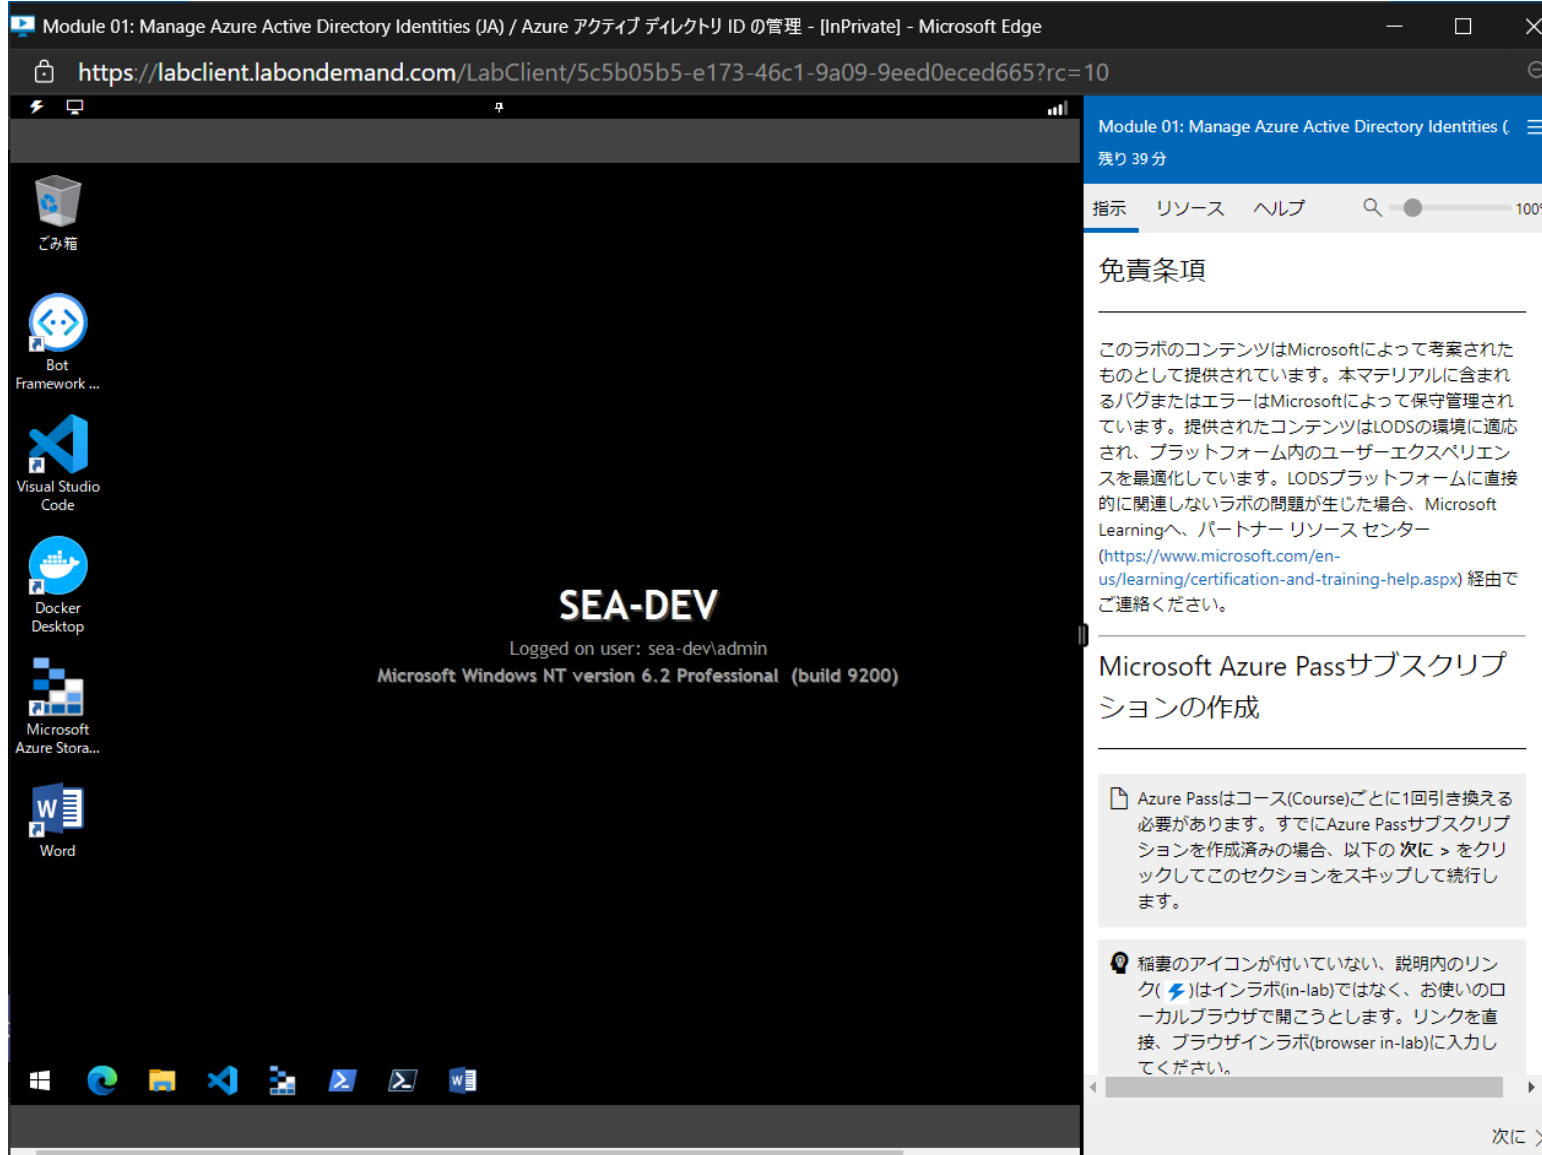 Module 01: Manage Azure Active Directory Identities (JA) / Azure アクティブ ディレクトリ ID の管理 - [InPrivate] - Microsoft Edge
https://labclient.labondemand.com/LabClient/5c5b05b5-e173-46c1-9a09-9eed0eced665?rc=10
ごみ箱
Bot
Framework ...
Visual Studio
Code
Docker
Desktop
Microsoft
Azure Stora...
Word
SEA-DEV
Logged on user: sea-dev\admin
Microsoft Windows NT version 6.2 Professional (build 9200)
Module 01: Manage Azure Active Directory Identities (.
残り 39 分
指示 リソース ヘルプ 100%
免責条項
このラボのコンテンツはMicrosoftによって考案された
ものとして提供されています。本マテリアルに含まれ
るバグまたはエラーはMicrosoftによって保守管理され
ています。提供されたコンテンツはLODSの環境に適応
され、プラットフォーム内のユーザーエクスペリエン
スを最適化しています。LODSプラットフォームに直接
的に関連しないラボの問題が生じた場合、Microsoft
Learningへ、パートナー リソース センター
(https://www.microsoft.com/en-
us/learning/certification-and-training-help.aspx) 経由で
ご連絡ください。
Microsoft Azure Passサブスクリプ
ションの作成
Azure Passはコース(Course)ごとに1回引き換える
必要があります。すでにAzure Passサブスクリプ
ションを作成済みの場合、以下の 次に > をクリ
ックしてこのセクションをスキップして続行し
ます。
稲妻のアイコンが付いていない、説明内のリン
ク( )はインラボ(in-lab)ではなく、お使いのロ
ーカルブラウザで開こうとします。リンクを直
接、ブラウザインラボ(browser in-lab)に入力し
てください。
次に